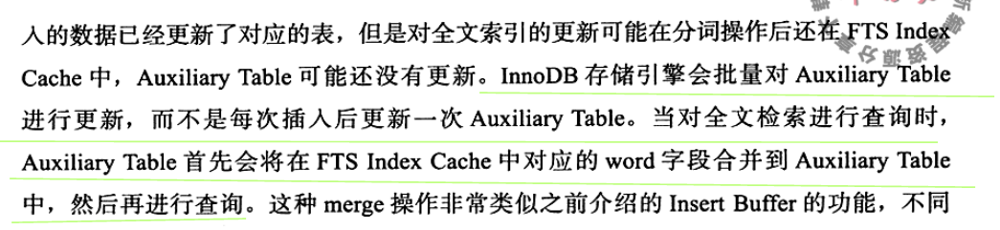 入的数据已经更新了对应的表，但是对全文索引的更新可能在分词操作后还在 FTS Index
Cache 中，Auxiliary Table 可能还没有更新。InnoDB 存储引擎会批量对 Auxiliary Table
进行更新，而不是每次插入后更新一次 Auxiliary Table。当对全文检索进行查询时，
Auxiliary Table 首先会将在 FTS Index Cache 中对应的 word 字段合并到 Auxiliary Table
中，然后再进行查询。这种 merge 操作非常类似之前介绍的 Insert Buffer 的功能，不同